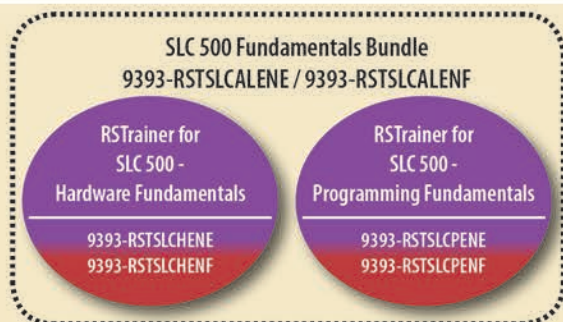 SLC 500 Fundamentals Bundle
9393-RSTSLCALENE / 9393-RSTSLCALENF
RSTrainer for
SLC 500 -
Hardware Fundamentals
9393-RSTSLCHENE
9393-RSTSLCHENF
RSTrainer for
SLC 500 -
Programming Fundamentals
9393-RSTSLCPENE
9393-RSTSLCPENF